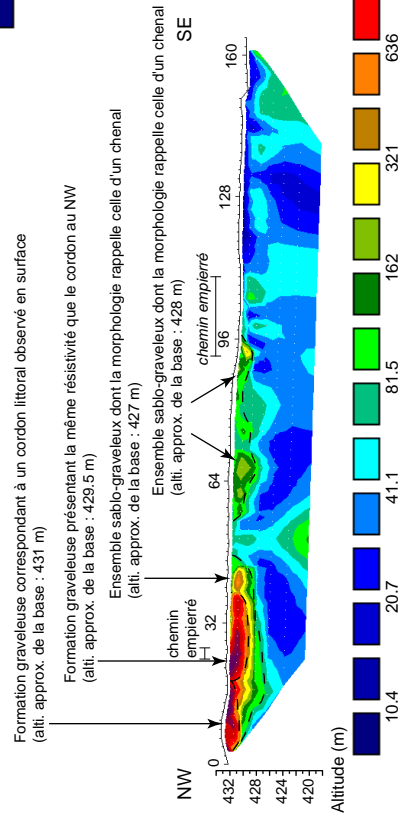 Formation graveleuse correspondant à un cordon littoral observé en surface
(alti. approx. de la base : 431 m)
Formation graveleuse présentant la même résistivité que le cordon au NW
(alti. approx. de la base : 429.5 m)
Ensemble sablo-graveleux dont la morphologie rappelle celle d'un chenal
(alti. approx. de la base : 427 m)
Ensemble sablo-graveleux dont la morphologie rappelle celle d'un chenal
(alti. approx. de la base : 428 m)
NW
SE
chemin
empierré
chemin empierré
0
32
64
96
128
160
432
428
424
420
Altitude (m)
10.4
20.7
41.1
81.5
162
321
636